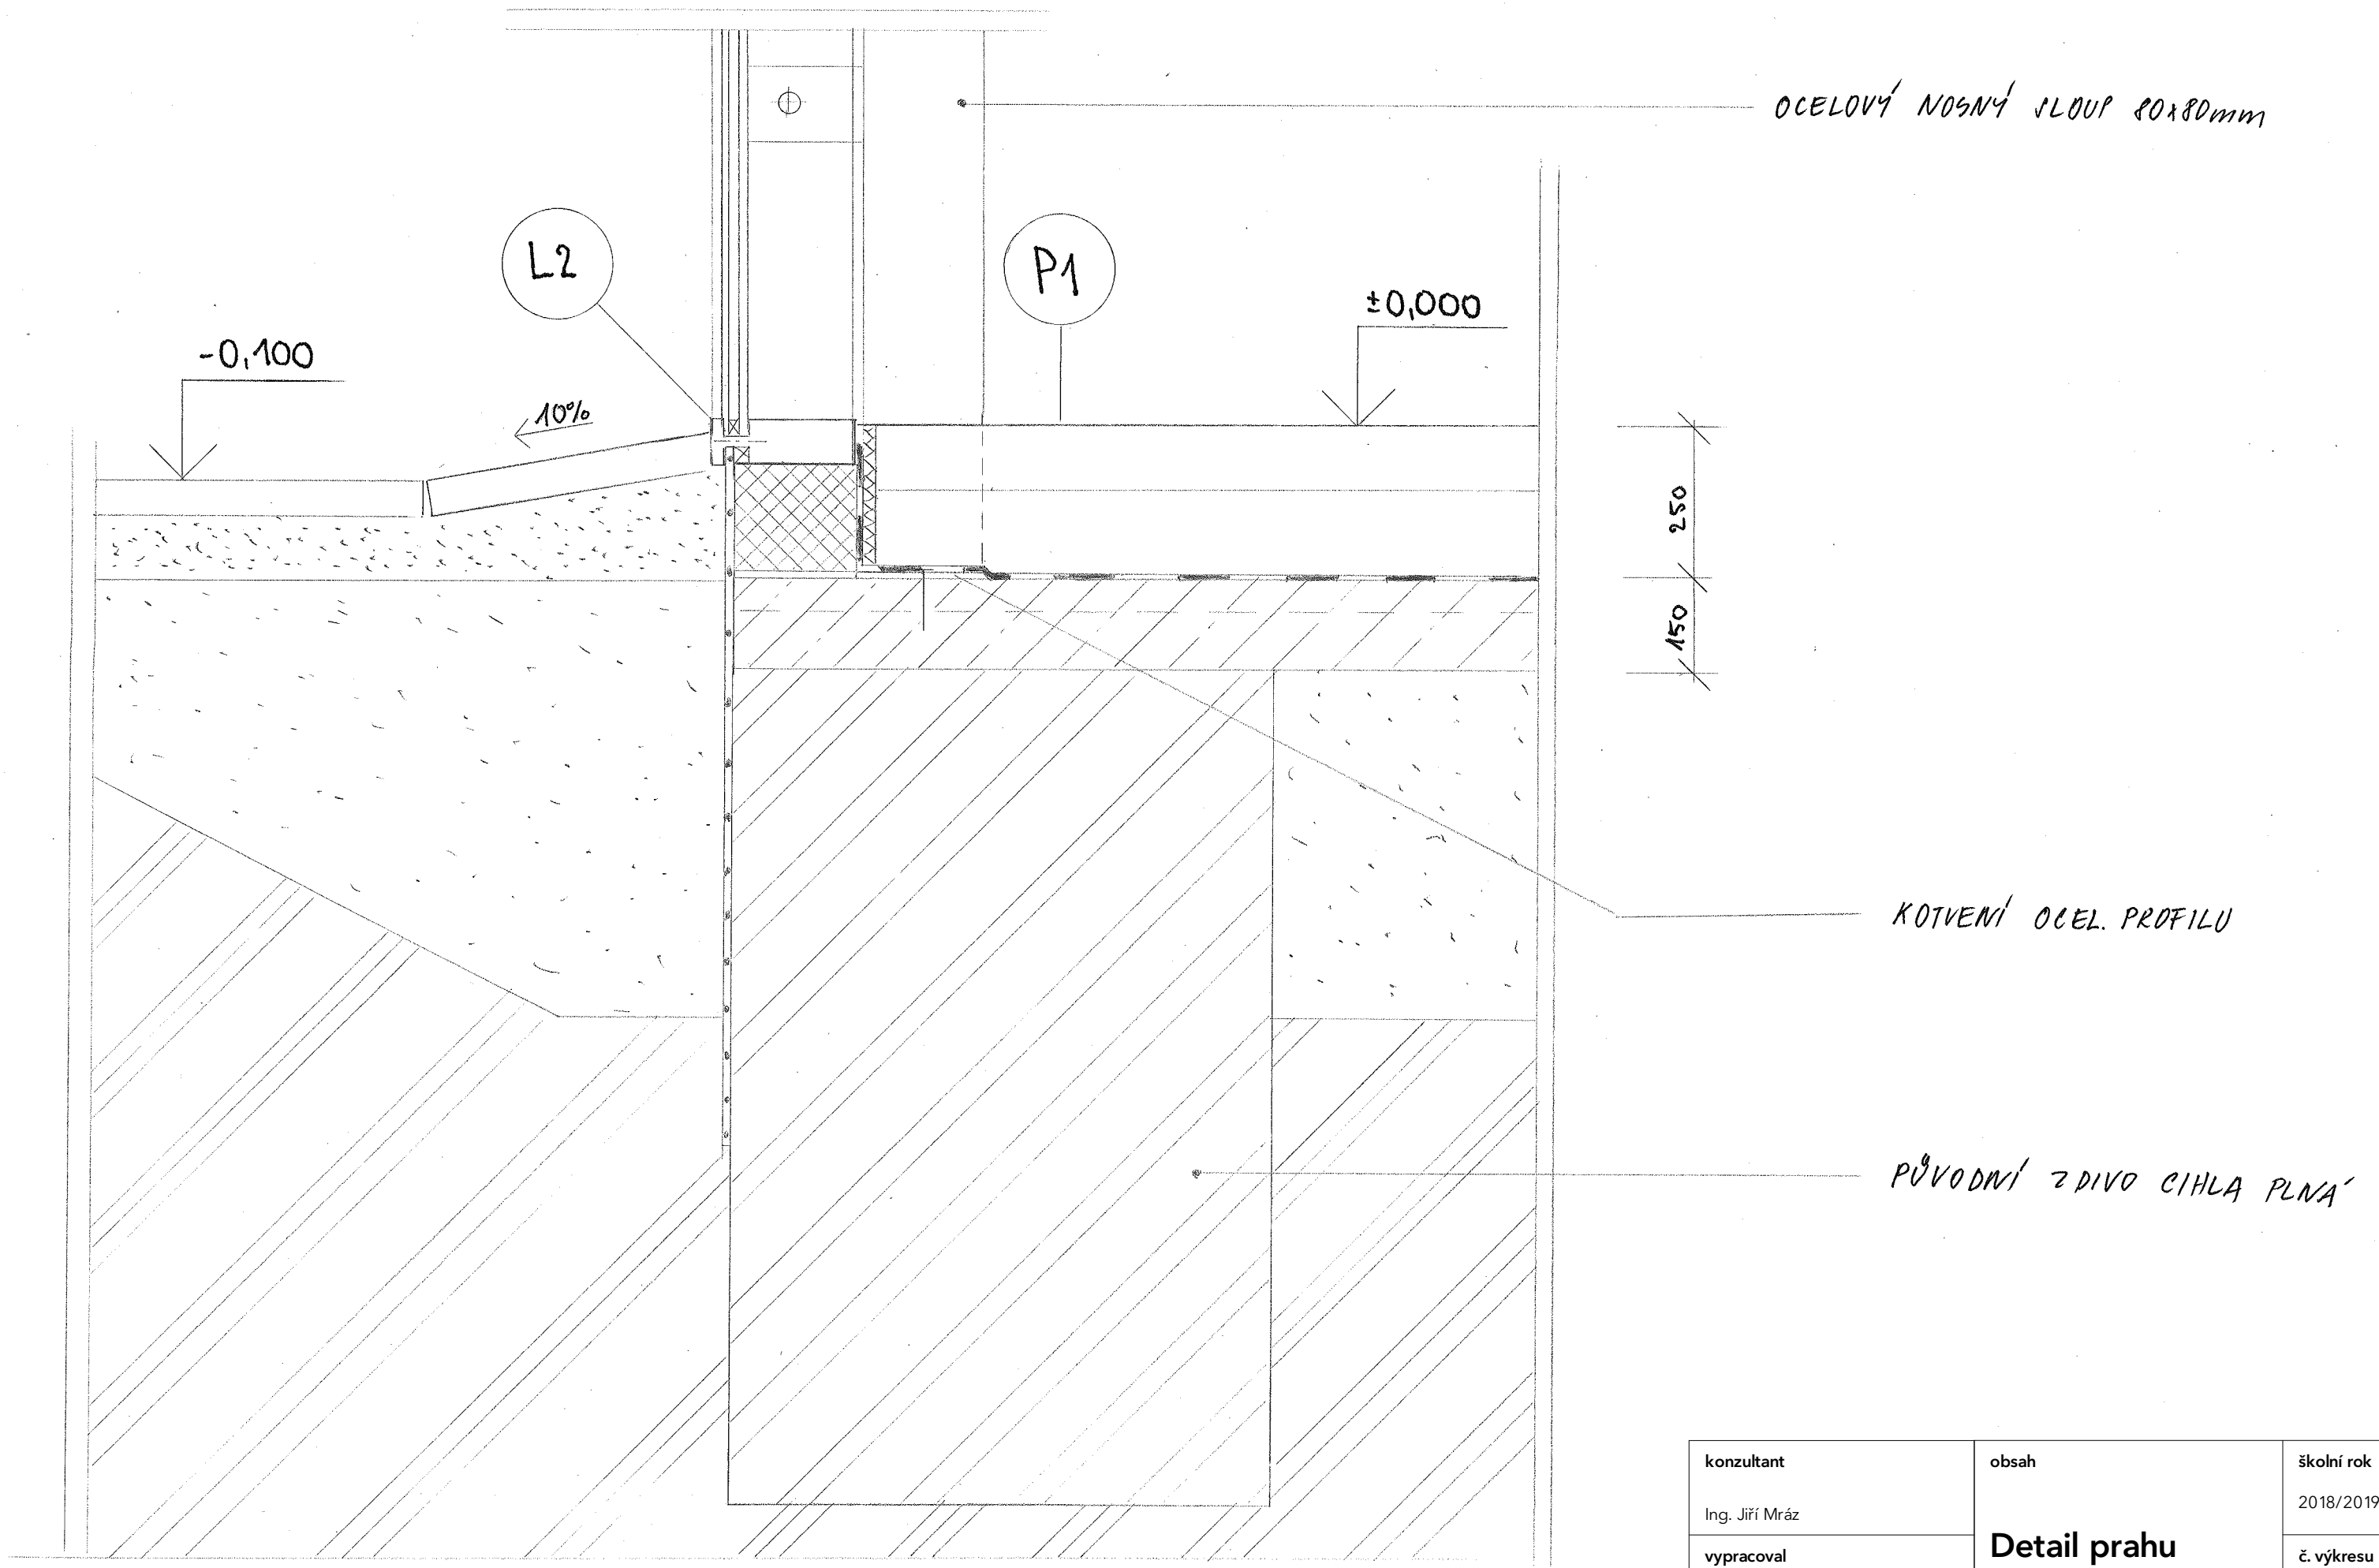 OCELOVÝ NOSNÝ SLOUP 80x80mm
L2
P1
±0,000
-0,100
10%
250
150
KOTVENÍ OCEL. PROFILU
PŮVODNÍ ZDIVO CIHLA PLNÁ
konzultant
Ing. Jiří Mráz
vypracoval
obsah
Detail prahu
školní rok
2018/2019
č. výkresu